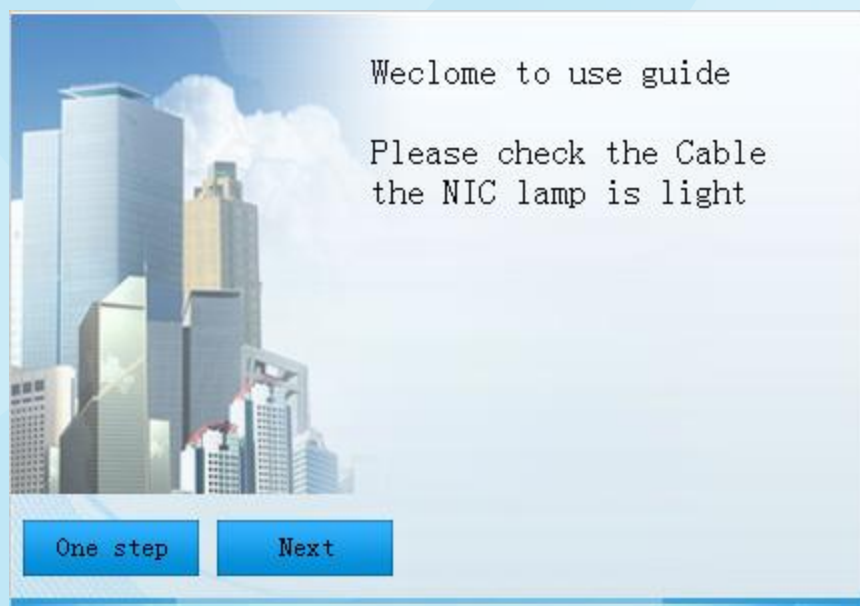 Weclome to use guide
Please check the Cable
the NIC lamp is light
One step
Next